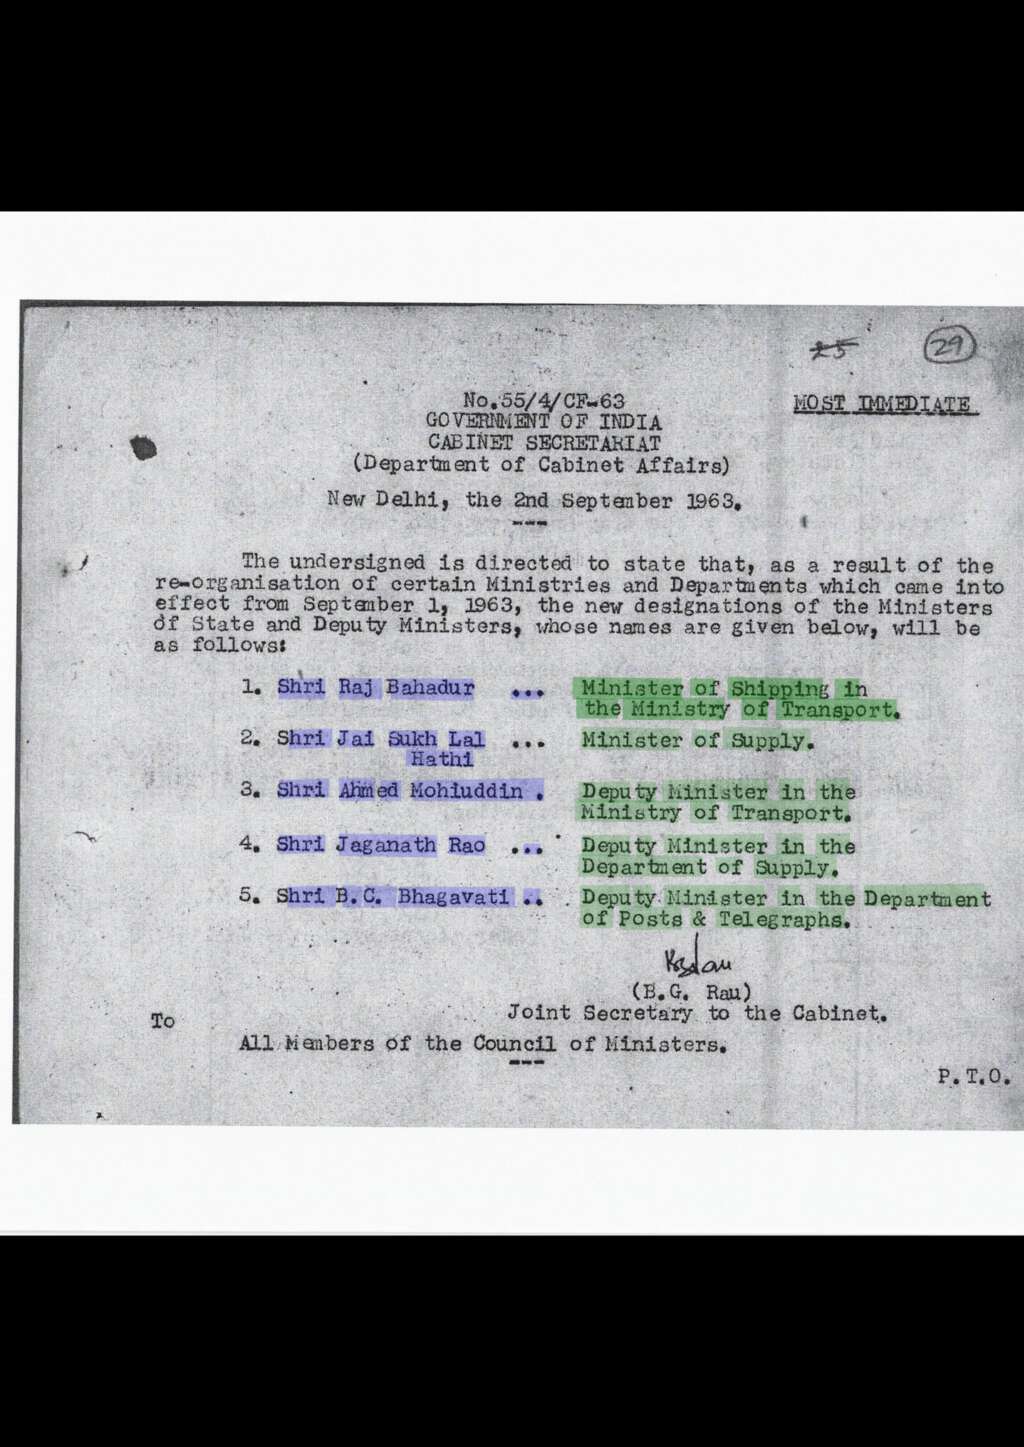 25
29
No.55/4/CF-63
MOST IMMEDIATE
GOVERNMENT OF INDIA
CABINET SECRETARIAT
(Department of Cabinet Affairs)
New Delhi, the 2nd September 1963.
---
The undersigned is directed to state that, as a result of the
re-organisation of certain Ministries and Departments which came into
effect from September 1, 1963, the new designations of the Ministers
of State and Deputy Ministers, whose names are given below, will be
as follows:
1. Shri Raj Bahadur ... Minister of Shipping in
the Ministry of Transport.
2. Shri Jai Sukh Lal ... Minister of Supply.
Hathi
3. Shri Ahmed Mohiuddin . Deputy Minister in the
Ministry of Transport.
4. Shri Jaganath Rao ... Deputy Minister in the
Department of Supply.
5. Shri B.C. Bhagavati .. Deputy Minister in the Department
of Posts & Telegraphs.
(B.G. Rau)
Joint Secretary to the Cabinet.
To
All Members of the Council of Ministers.
---
P.T.O.